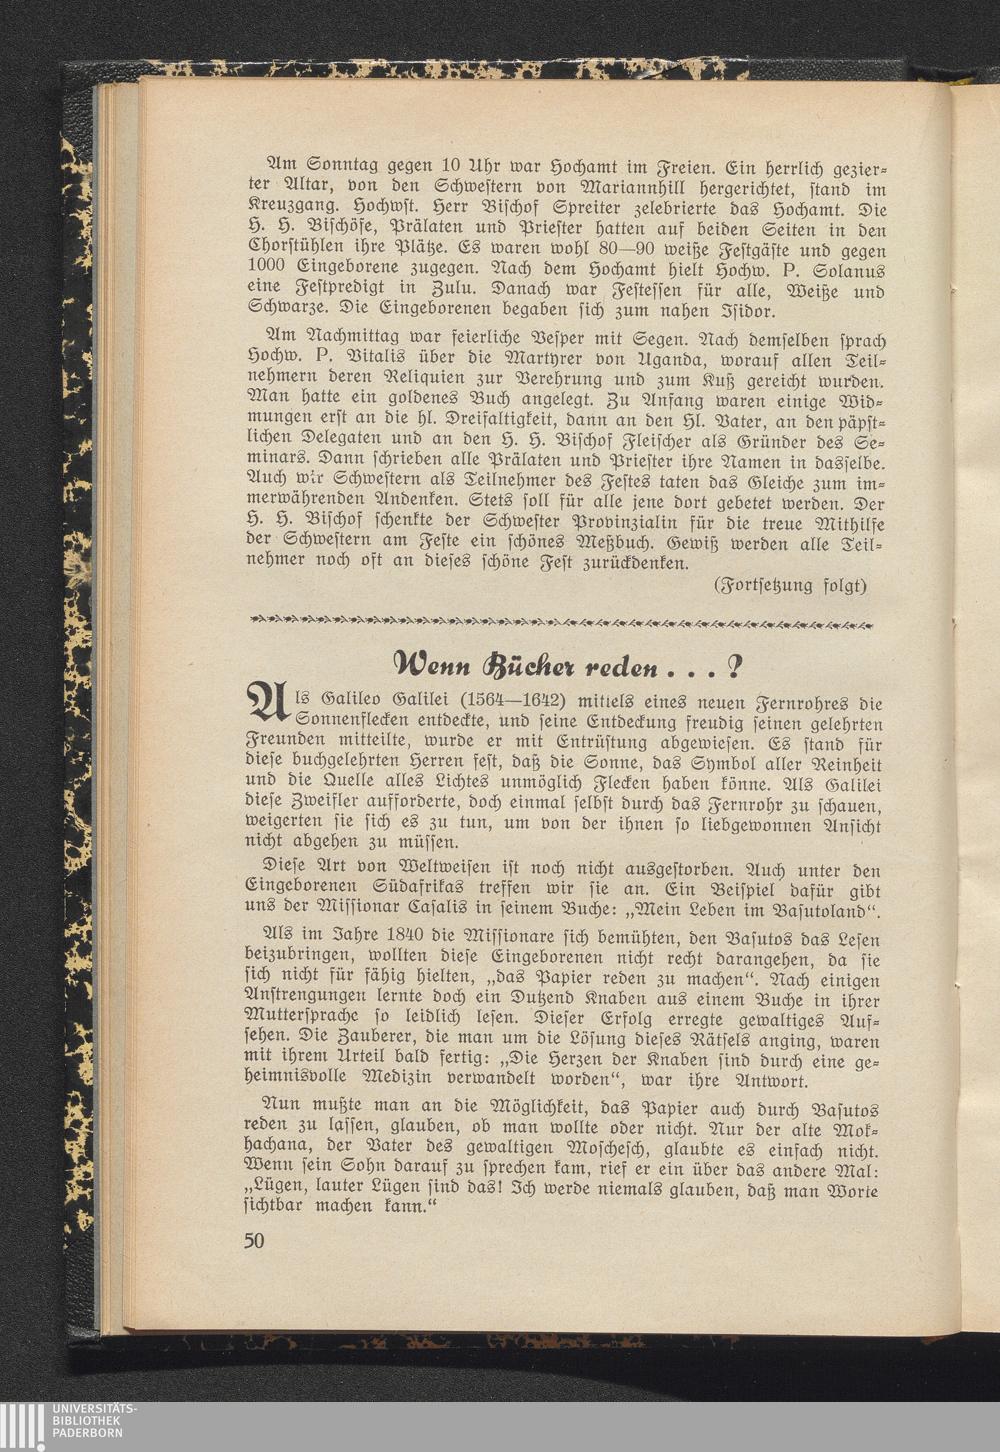 Am Sonntag gegen 10 Uhr war Hochamt im Freien. Ein herrlich gezier-
ter Altar, von den Schwestern von Mariannhill hergerichtet, stand im
Kreuzgang. Hochwst. Herr Bischof Spreiter zelebrierte das Hochamt. Die
H. H. Bischöfe, Prälaten und Priester hatten auf beiden Seiten in den
Chorstühlen ihre Plätze. Es waren wohl 80—90 weiße Festgäste und gegen
1000 Eingeborene zugegen. Nach dem Hochamt hielt Hochw. P. Solanus
eine Festpredigt in Zulu. Danach war Festessen für alle, Weiße und
Schwarze. Die Eingeborenen begaben sich zum nahen Isidor.
Am Nachmittag war feierliche Vesper mit Segen. Nach demselben sprach
Hochw. P. Vitalis über die Martyrer von Uganda, worauf allen Teil-
nehmern deren Reliquien zur Verehrung und zum Kuß gereicht wurden.
Man hatte ein goldenes Buch angelegt. Zu Anfang waren einige Wid-
mungen erst an die hl. Dreifaltigkeit, dann an den Hl. Vater, an den päpst-
lichen Delegaten und an den H. H. Bischof Fleischer als Gründer des Se-
minars. Dann schrieben alle Prälaten und Priester ihre Namen in dasselbe.
Auch wir Schwestern als Teilnehmer des Festes taten das Gleiche zum im-
merwährenden Andenken. Stets soll für alle jene dort gebetet werden. Der
H. H. Bischof schenkte der Schwester Provinzialin für die treue Mithilfe
der Schwestern am Feste ein schönes Meßbuch. Gewiß werden alle Teil-
nehmer noch oft an dieses schöne Fest zurückdenken.
(Fortsetzung folgt)
Wenn Bücher reden . . . ?
Als Galileo Galilei (1564—1642) mittels eines neuen Fernrohres die
Sonnenflecken entdeckte, und seine Entdeckung freudig seinen gelehrten
Freunden mitteilte, wurde er mit Entrüstung abgewiesen. Es stand für
diese buchgelehrten Herren fest, daß die Sonne, das Symbol aller Reinheit
und die Quelle alles Lichtes unmöglich Flecken haben könne. Als Galilei
diese Zweifler aufforderte, doch einmal selbst durch das Fernrohr zu schauen,
weigerten sie sich es zu tun, um von der ihnen so liebgewonnen Ansicht
nicht abgehen zu müssen.
Diese Art von Weltweisen ist noch nicht ausgestorben. Auch unter den
Eingeborenen Südafrikas treffen wir sie an. Ein Beispiel dafür gibt
uns der Missionar Casalis in seinem Buche: „Mein Leben im Basutoland“.
Als im Jahre 1840 die Missionare sich bemühten, den Basutos das Lesen
beizubringen, wollten diese Eingeborenen nicht recht darangehen, da sie
sich nicht für fähig hielten, „das Papier reden zu machen“. Nach einigen
Anstrengungen lernte doch ein Dutzend Knaben aus einem Buche in ihrer
Muttersprache so leidlich lesen. Dieser Erfolg erregte gewaltiges Auf-
sehen. Die Zauberer, die man um die Lösung dieses Rätsels anging, waren
mit ihrem Urteil bald fertig: „Die Herzen der Knaben sind durch eine ge-
heimnisvolle Medizin verwandelt worden“, war ihre Antwort.
Nun mußte man an die Möglichkeit, das Papier auch durch Basutos
reden zu lassen, glauben, ob man wollte oder nicht. Nur der alte Mok-
hachana, der Vater des gewaltigen Moschesch, glaubte es einfach nicht.
Wenn sein Sohn darauf zu sprechen kam, rief er ein über das andere Mal:
„Lügen, lauter Lügen sind das! Ich werde niemals glauben, daß man Worte
sichtbar machen kann.“
50
UNIVERSITÄTS-
BIBLIOTHEK
PADERBORN